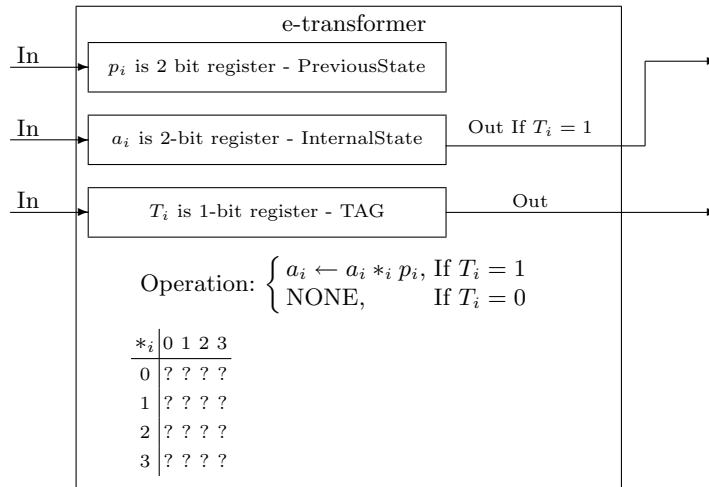 e-transformer
In
p_i is 2 bit register - PreviousState
In
a_i is 2-bit register - InternalState
Out If T_i = 1
In
T_i is 1-bit register - TAG
Out
Operation: { a_i ← a_i *_i p_i, If T_i = 1
NONE, If T_i = 0
*_i 0 1 2 3
0 ? ? ? ?
1 ? ? ? ?
2 ? ? ? ?
3 ? ? ? ?